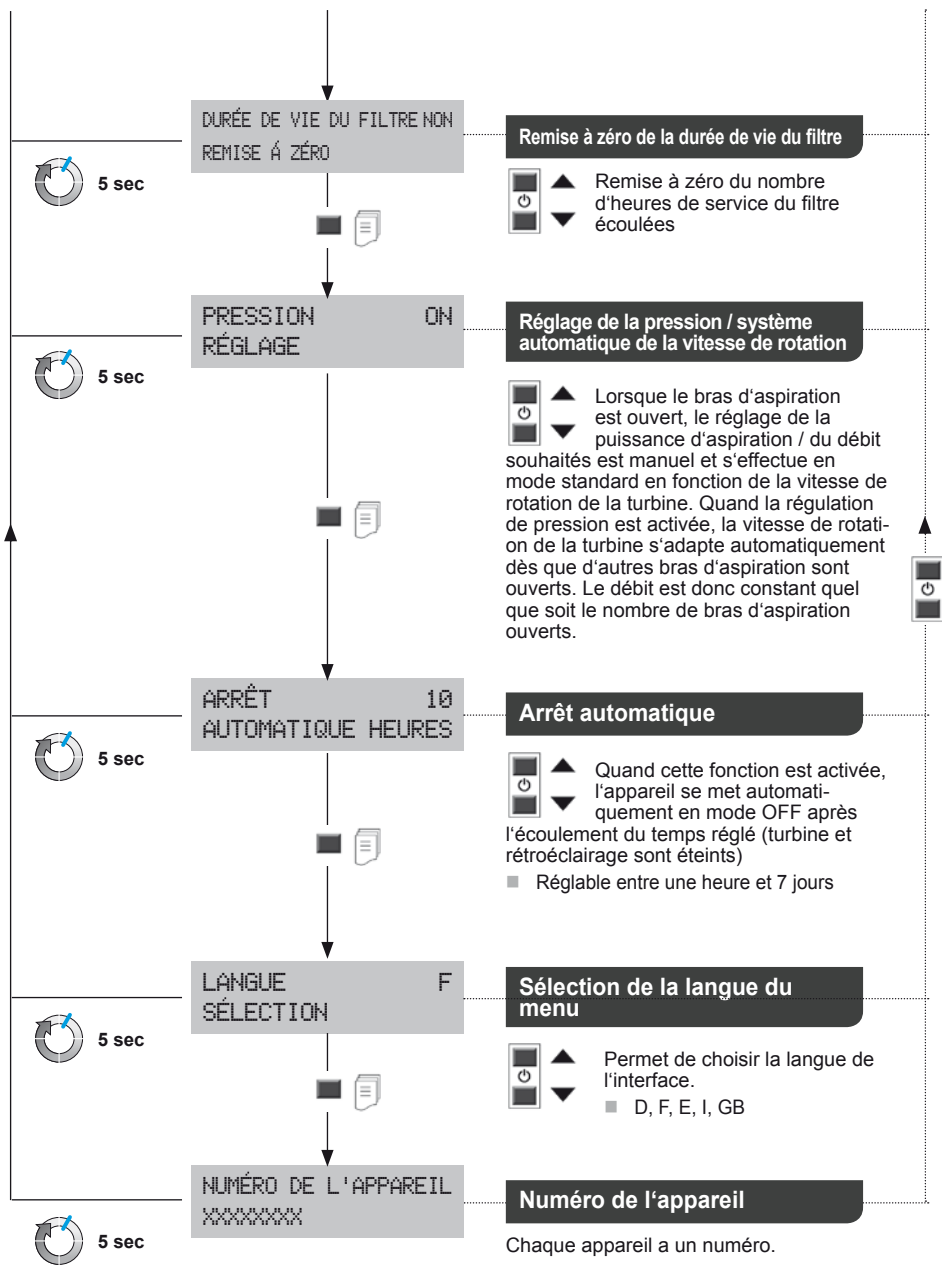 DURÉE DE VIE DU FILTRE NON
REMISE Á ZÉRO
Remise à zéro de la durée de vie du filtre
5 sec
Remise à zéro du nombre
d‘heures de service du filtre
écoulées
PRESSION ON
RÉGLAGE
Réglage de la pression / système
automatique de la vitesse de rotation
5 sec
Lorsque le bras d‘aspiration
est ouvert, le réglage de la
puissance d‘aspiration / du débit
souhaités est manuel et s‘effectue en
mode standard en fonction de la vitesse de
rotation de la turbine. Quand la régulation
de pression est activée, la vitesse de rotati-
on de la turbine s‘adapte automatiquement
dès que d‘autres bras d‘aspiration sont
ouverts. Le débit est donc constant quel
que soit le nombre de bras d‘aspiration
ouverts.
ARRÊT 10
AUTOMATIQUE HEURES
Arrêt automatique
5 sec
Quand cette fonction est activée,
l‘appareil se met automati-
quement en mode OFF après
l‘écoulement du temps réglé (turbine et
rétroéclairage sont éteints)
Réglable entre une heure et 7 jours
LANGUE F
SÉLECTION
Sélection de la langue du
menu
5 sec
Permet de choisir la langue de
l‘interface.
D, F, E, I, GB
NUMÉRO DE L'APPAREIL
XXXXXXXX
Numéro de l‘appareil
5 sec
Chaque appareil a un numéro.